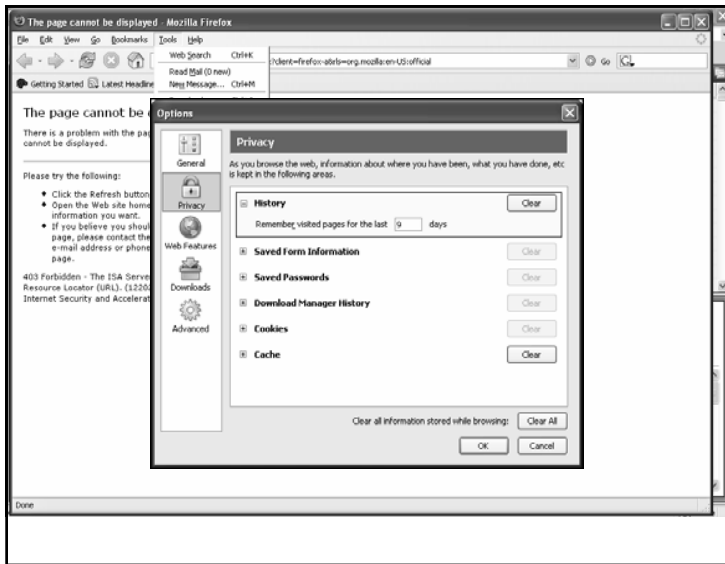 The page cannot be displayed - Mozilla Firefox
File Edit View Go Bookmarks Tools Help
Web Search Ctrl+K
Read Mail (0 new)
New Message... Ctrl+M
?client=firefox-a&rls=org.mozilla:en-US:official
Go
Getting Started Latest Headline
The page cannot be
There is a problem with the pag
cannot be displayed.
Please try the following:
Click the Refresh button
Open the Web site home
information you want.
If you believe you shoul
page, please contact the
e-mail address or phone
page.
403 Forbidden - The ISA Serve
Resource Locator (URL). (1220
Internet Security and Accelerat
Options
General
Privacy
Web Features
Downloads
Advanced
Privacy
As you browse the web, information about where you have been, what you have done, etc
is kept in the following areas.
History Clear
Remember visited pages for the last 9 days
Saved Form Information Clear
Saved Passwords Clear
Download Manager History Clear
Cookies Clear
Cache Clear
Clear all information stored while browsing: Clear All
OK Cancel
Done